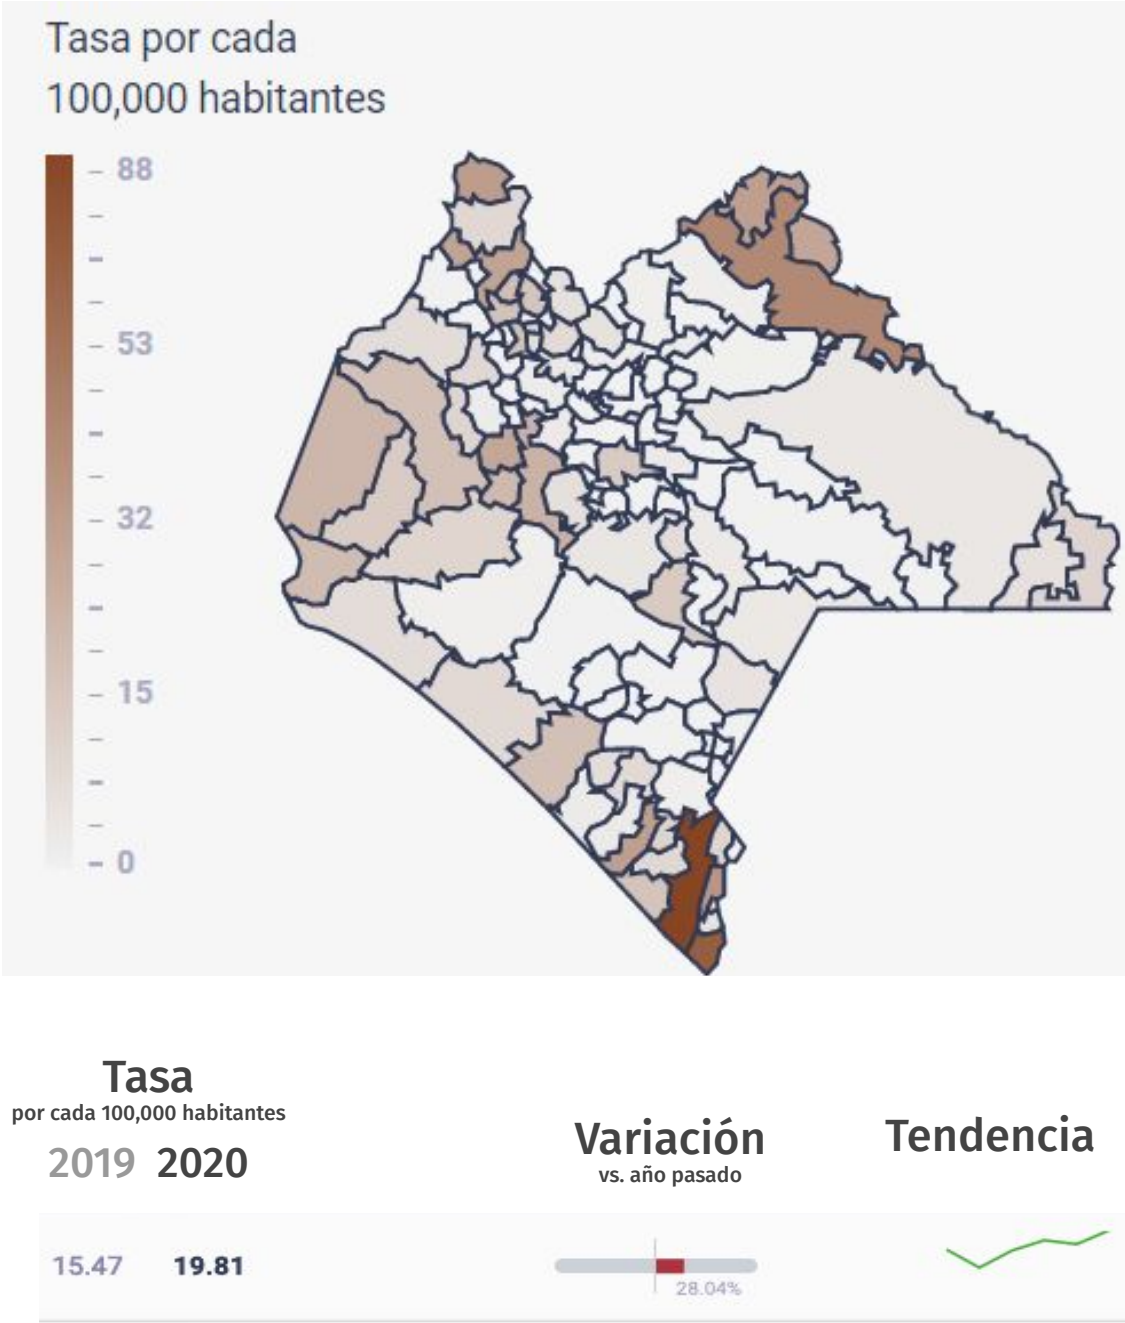 Tasa por cada
100,000 habitantes
88
53
32
15
0
Tasa
por cada 100,000 habitantes
2019 2020
Variación
vs. año pasado
Tendencia
15.47 19.81
28.04%